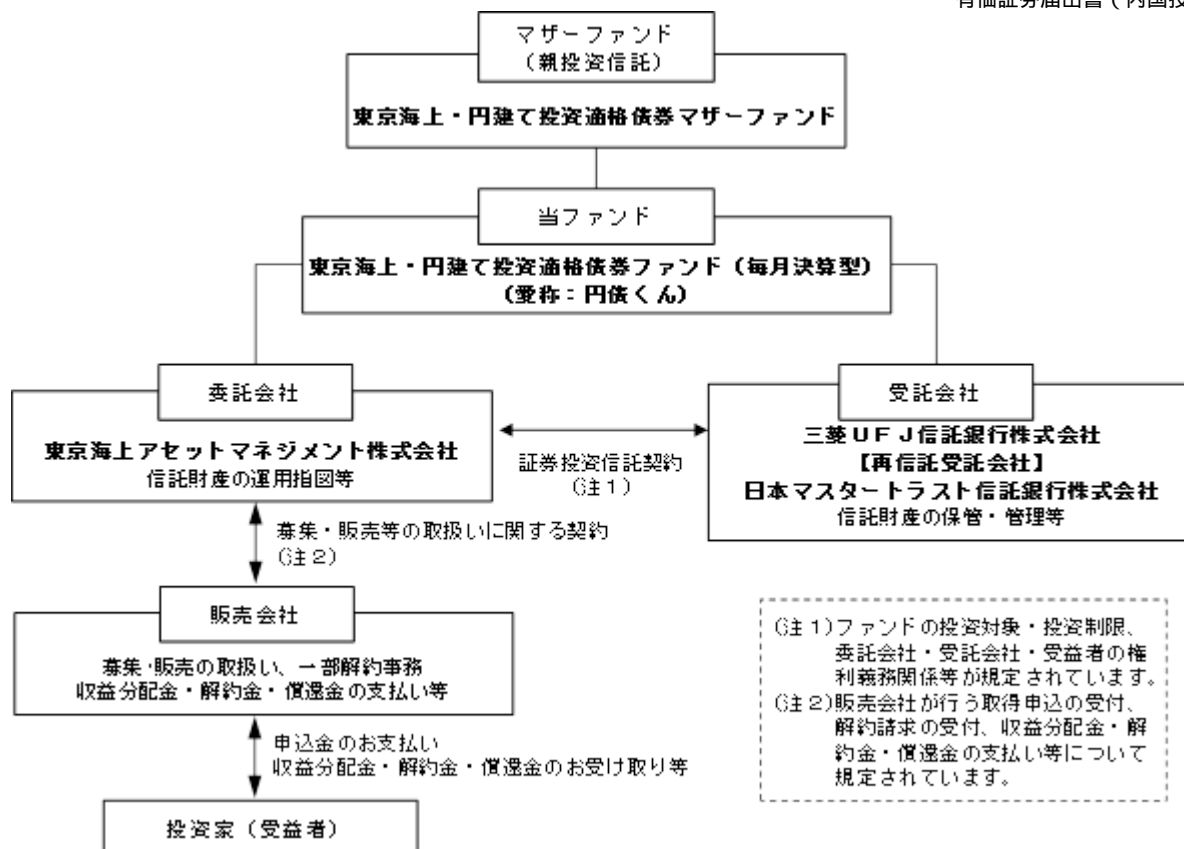 有価証券届出書(内国投
マザーファンド
(親投資信託)
東京海上・円建て投資適格債券マザーファンド
当ファンド
東京海上・円建て投資適格債券ファンド(毎月決算型)
(愛称:円債くん)
委託会社
東京海上アセットマネジメント株式会社
信託財産の運用指図等
証券投資信託契約
(注1)
受託会社
三菱UFJ信託銀行株式会社
【再信託受託会社】
日本マスタートラスト信託銀行株式会社
信託財産の保管・管理等
募集・販売等の取扱いに関する契約
(注2)
販売会社
募集・販売の取扱い、一部解約事務
収益分配金・解約金・償還金の支払い等
申込金のお支払い
収益分配金・解約金・償還金のお受け取り等
投資家(受益者)
(注1)ファンドの投資対象・投資制限、
委託会社・受託会社・受益者の権
利義務関係等が規定されています。
(注2)販売会社が行う取得申込の受付、
解約請求の受付、収益分配金・解
約金・償還金の支払い等について
規定されています。